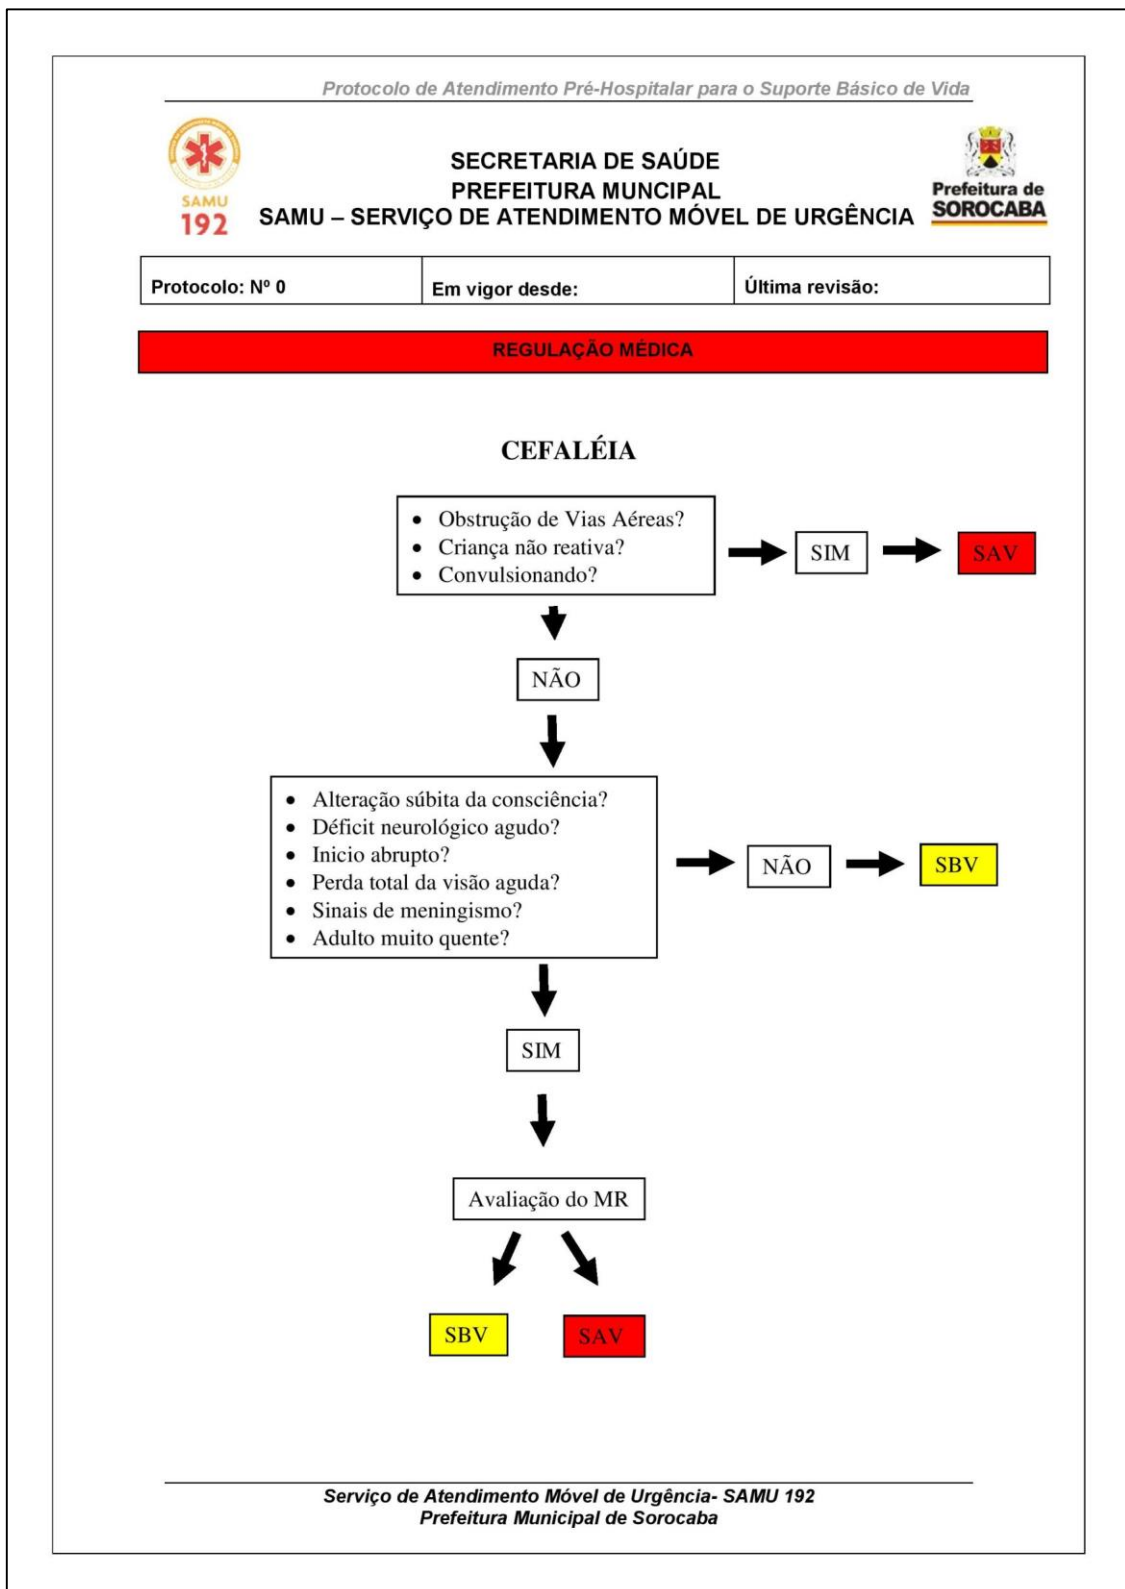 Protocolo de Atendimento Pré-Hospitalar para o Suporte Básico de Vida
SAMU
192
SECRETARIA DE SAÚDE
PREFEITURA MUNCIPAL
SAMU – SERVIÇO DE ATENDIMENTO MÓVEL DE URGÊNCIA
Prefeitura de
SOROCABA
Protocolo: Nº 0
Em vigor desde:
Última revisão:
REGULAÇÃO MÉDICA
CEFALÉIA
• Obstrução de Vias Aéreas?
• Criança não reativa?
• Convulsionando?
SIM
SAV
NÃO
• Alteração súbita da consciência?
• Déficit neurológico agudo?
• Inicio abrupto?
• Perda total da visão aguda?
• Sinais de meningismo?
• Adulto muito quente?
NÃO
SBV
SIM
Avaliação do MR
SBV
SAV
Serviço de Atendimento Móvel de Urgência- SAMU 192
Prefeitura Municipal de Sorocaba